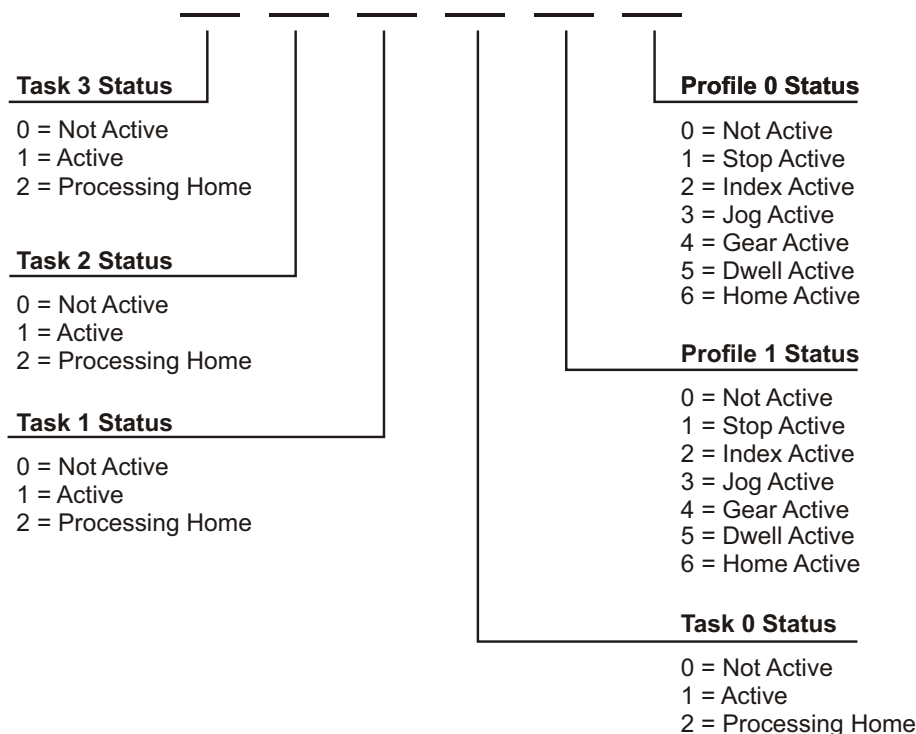 Task 3 Status
0 = Not Active
1 = Active
2 = Processing Home
Task 2 Status
0 = Not Active
1 = Active
2 = Processing Home
Task 1 Status
0 = Not Active
1 = Active
2 = Processing Home
Profile 0 Status
0 = Not Active
1 = Stop Active
2 = Index Active
3 = Jog Active
4 = Gear Active
5 = Dwell Active
6 = Home Active
Profile 1 Status
0 = Not Active
1 = Stop Active
2 = Index Active
3 = Jog Active
4 = Gear Active
5 = Dwell Active
6 = Home Active
Task 0 Status
0 = Not Active
1 = Active
2 = Processing Home